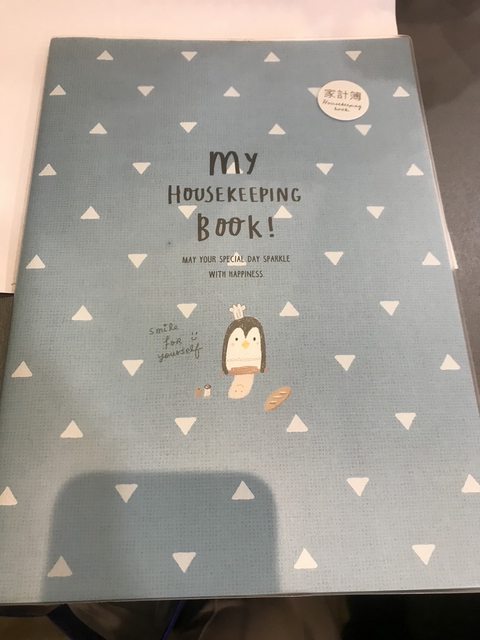 家計簿
Housekeeping
book.
My
HOUSEKEEPING
BOOK!
MAY YOUR SPECIAL DAY SPARKLE
WITH HAPPINESS
smile
for
yourself